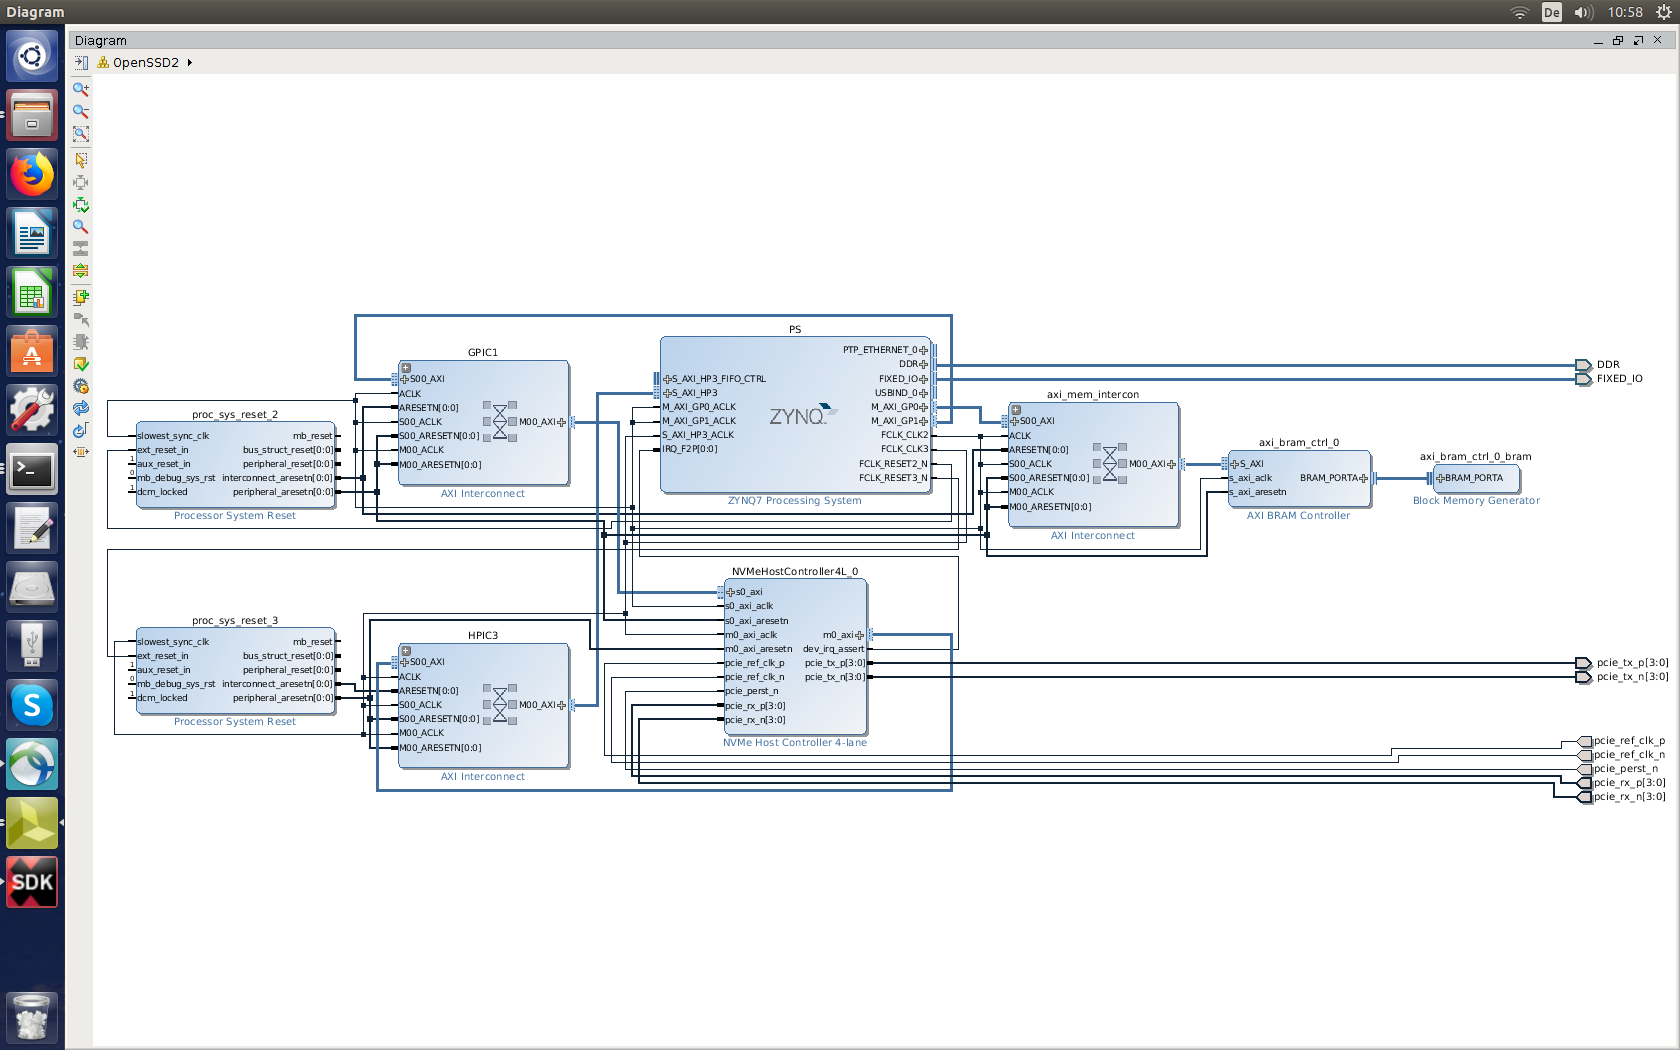 Diagram
De
10:58
Diagram
OpenSSD2
PS
GPIC1
S00_AXI
ACLK
ARESETN[0:0]
S00_ACLK
S00_ARESETN[0:0]
M00_ACLK
M00_ARESETN[0:0]
M00_AXI
AXI Interconnect
PTP_ETHERNET_0
DDR
S_AXI_HP3_FIFO_CTRL
FIXED_IO
S_AXI_HP3
USBIND_0
M_AXI_GP0_ACLK
M_AXI_GP0
M_AXI_GP1_ACLK
M_AXI_GP1
S_AXI_HP3_ACLK
FCLK_CLK2
IRQ_F2P[0:0]
FCLK_CLK3
FCLK_RESET2_N
FCLK_RESET3_N
ZYNQ
ZYNQ7 Processing System
DDR
FIXED_IO
proc_sys_reset_2
slowest_sync_clk
mb_reset
ext_reset_in
bus_struct_reset[0:0]
1
aux_reset_in
peripheral_reset[0:0]
0
mb_debug_sys_rst
interconnect_aresetn[0:0]
1
dcm_locked
peripheral_aresetn[0:0]
Processor System Reset
axi_mem_intercon
S00_AXI
ACLK
ARESETN[0:0]
S00_ACLK
S00_ARESETN[0:0]
M00_ACLK
M00_ARESETN[0:0]
M00_AXI
AXI Interconnect
axi_bram_ctrl_0
S_AXI
s_axi_aclk
s_axi_aresetn
BRAM_PORTA
AXI BRAM Controller
axi_bram_ctrl_0_bram
BRAM_PORTA
Block Memory Generator
NVMeHostController4L_0
s0_axi
s0_axi_aclk
s0_axi_aresetn
m0_axi_aclk
m0_axi
m0_axi_aresetn
dev_irq_assert
pcie_ref_clk_p
pcie_tx_p[3:0]
pcie_ref_clk_n
pcie_tx_n[3:0]
pcie_perst_n
pcie_rx_p[3:0]
pcie_rx_n[3:0]
NVMe Host Controller 4-lane
proc_sys_reset_3
slowest_sync_clk
mb_reset
ext_reset_in
bus_struct_reset[0:0]
1
aux_reset_in
peripheral_reset[0:0]
0
mb_debug_sys_rst
interconnect_aresetn[0:0]
1
dcm_locked
peripheral_aresetn[0:0]
Processor System Reset
HPIC3
S00_AXI
ACLK
ARESETN[0:0]
S00_ACLK
S00_ARESETN[0:0]
M00_ACLK
M00_ARESETN[0:0]
M00_AXI
AXI Interconnect
pcie_tx_p[3:0]
pcie_tx_n[3:0]
pcie_ref_clk_p
pcie_ref_clk_n
pcie_perst_n
pcie_rx_p[3:0]
pcie_rx_n[3:0]
SDK